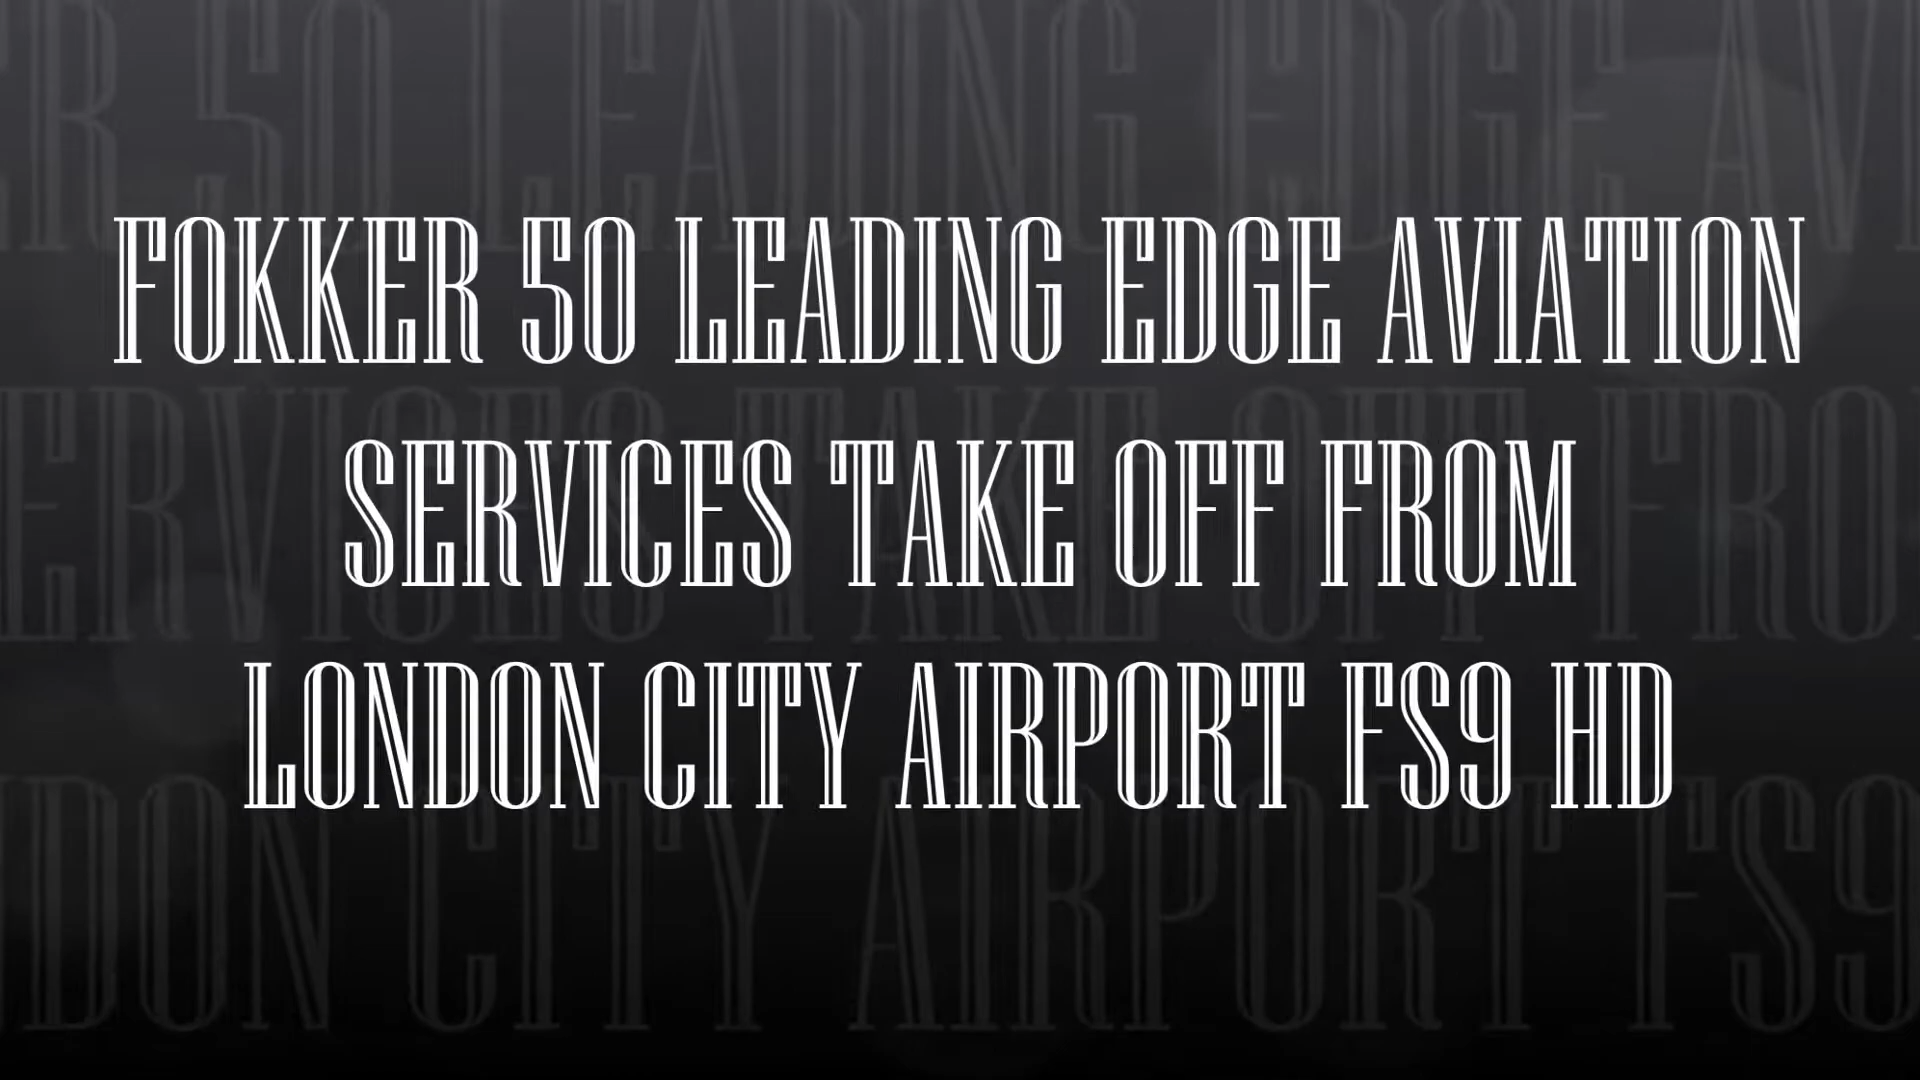 FOKKER 50 LEADING EDGE AVIATION
SERVICES TAKE OFF FROM
LONDON CITY AIRPORT FS9 HD